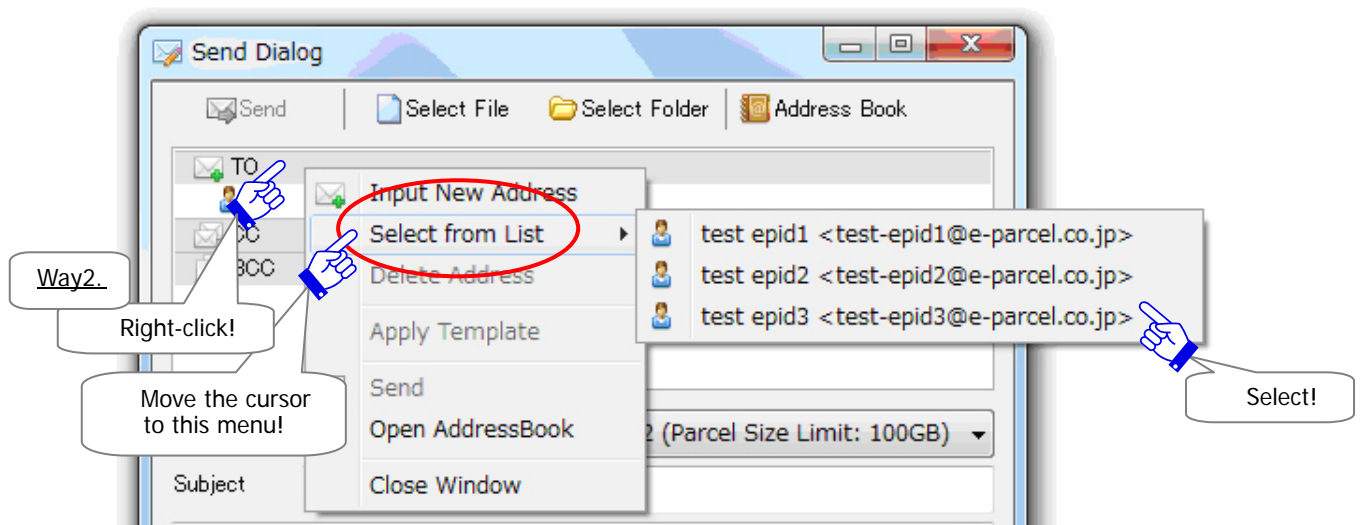 Send Dialog
Send
Select File
Select Folder
Address Book
TO
Input New Address
CC
Select from List
test epid1 <test-epid1@e-parcel.co.jp>
BCC
Delete Address
test epid2 <test-epid2@e-parcel.co.jp>
Way2.
test epid3 <test-epid3@e-parcel.co.jp>
Right-click!
Apply Template
Move the cursor
to this menu!
Send
Select!
Open AddressBook
2 (Parcel Size Limit: 100GB)
Subject
Close Window